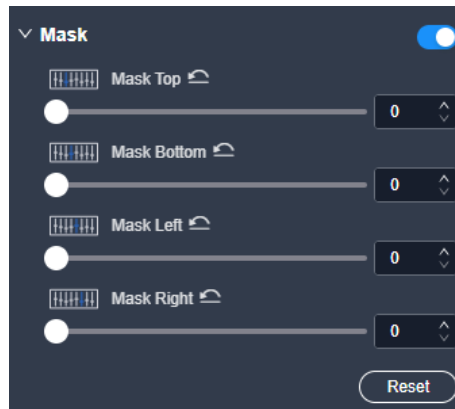 Mask
Mask Top
0
Mask Bottom
0
Mask Left
0
Mask Right
0
Reset